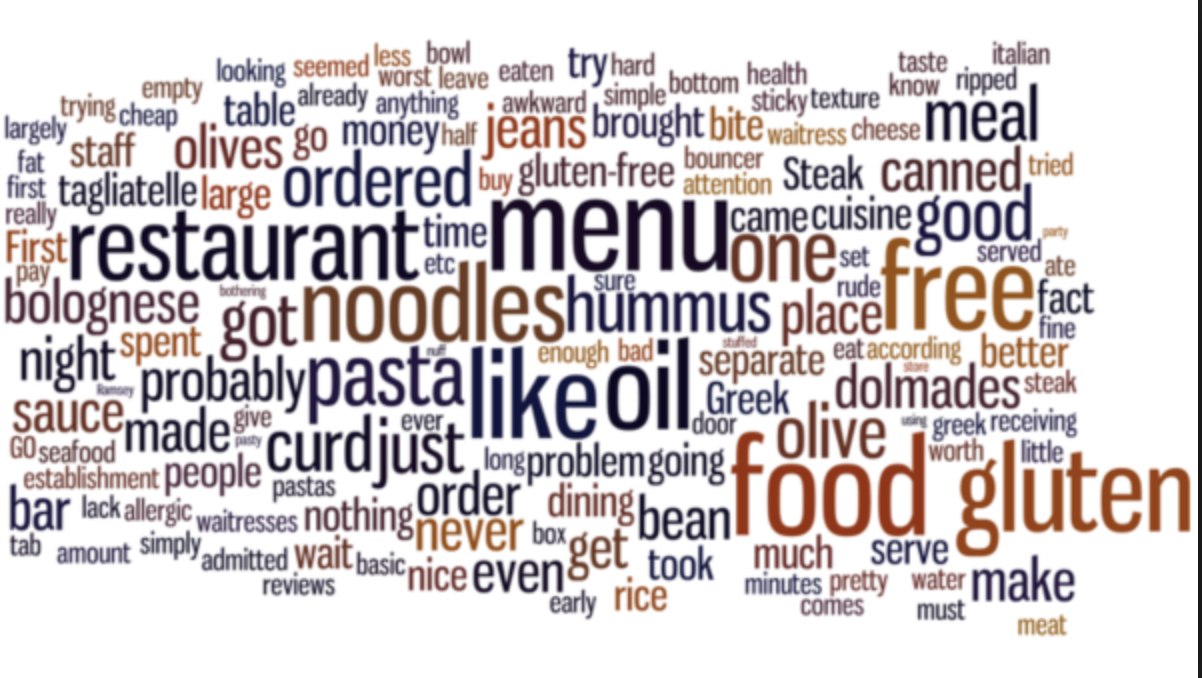 looking seemed less bowl try hard taste italian
empty worst leave eaten bottom health know ripped
trying cheap table already anything awkward simple sticky texture meal
largely olives go money half jeans brought bite waitress cheese
fat staff ordered buy gluten-free bouncer Steak canned tried
first tagliatelle large attention
really restaurant time menu came cuisine good
First etc one set served party
pay bothering sure rude free ate
bolognese got noodles hummus place fact
night spent nuff enough bad stuffed separate eat according better fine
Ramsey probably pasta like oil store dolmades steak
sauce made give ever Greek
GO seafood pasty curd just door olive using greek receiving
establishment people long problem going food worth little gluten
pastas order dining
bar lack allergic waitresses nothing never box bean
tab amount simply admitted wait basic get took much serve
reviews nice even minutes pretty water make
early rice comes must
meat